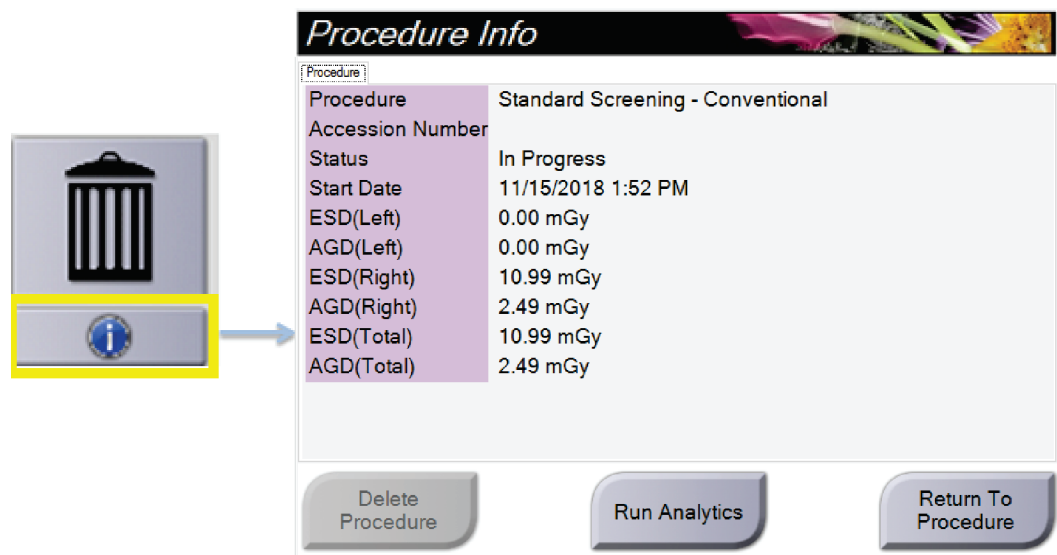 Procedure Info
Procedure
Procedure Standard Screening - Conventional
Accession Number
Status In Progress
Start Date 11/15/2018 1:52 PM
ESD(Left) 0.00 mGy
AGD(Left) 0.00 mGy
ESD(Right) 10.99 mGy
AGD(Right) 2.49 mGy
ESD(Total) 10.99 mGy
AGD(Total) 2.49 mGy
Delete
Procedure
Run Analytics
Return To
Procedure